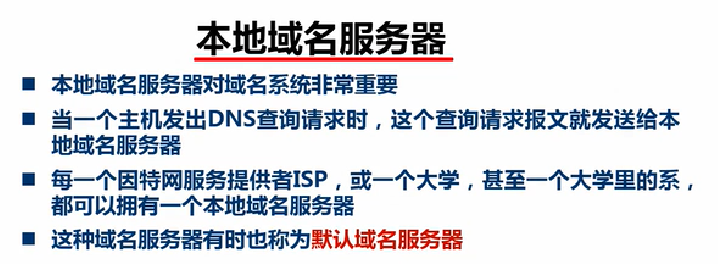 本地域名服务器
■ 本地域名服务器对域名系统非常重要
■ 当一个主机发出DNS查询请求时，这个查询请求报文就发送给本
地域名服务器
■ 每一个因特网服务提供者ISP，或一个大学，甚至一个大学里的系，
都可以拥有一个本地域名服务器
■ 这种域名服务器有时也称为默认域名服务器